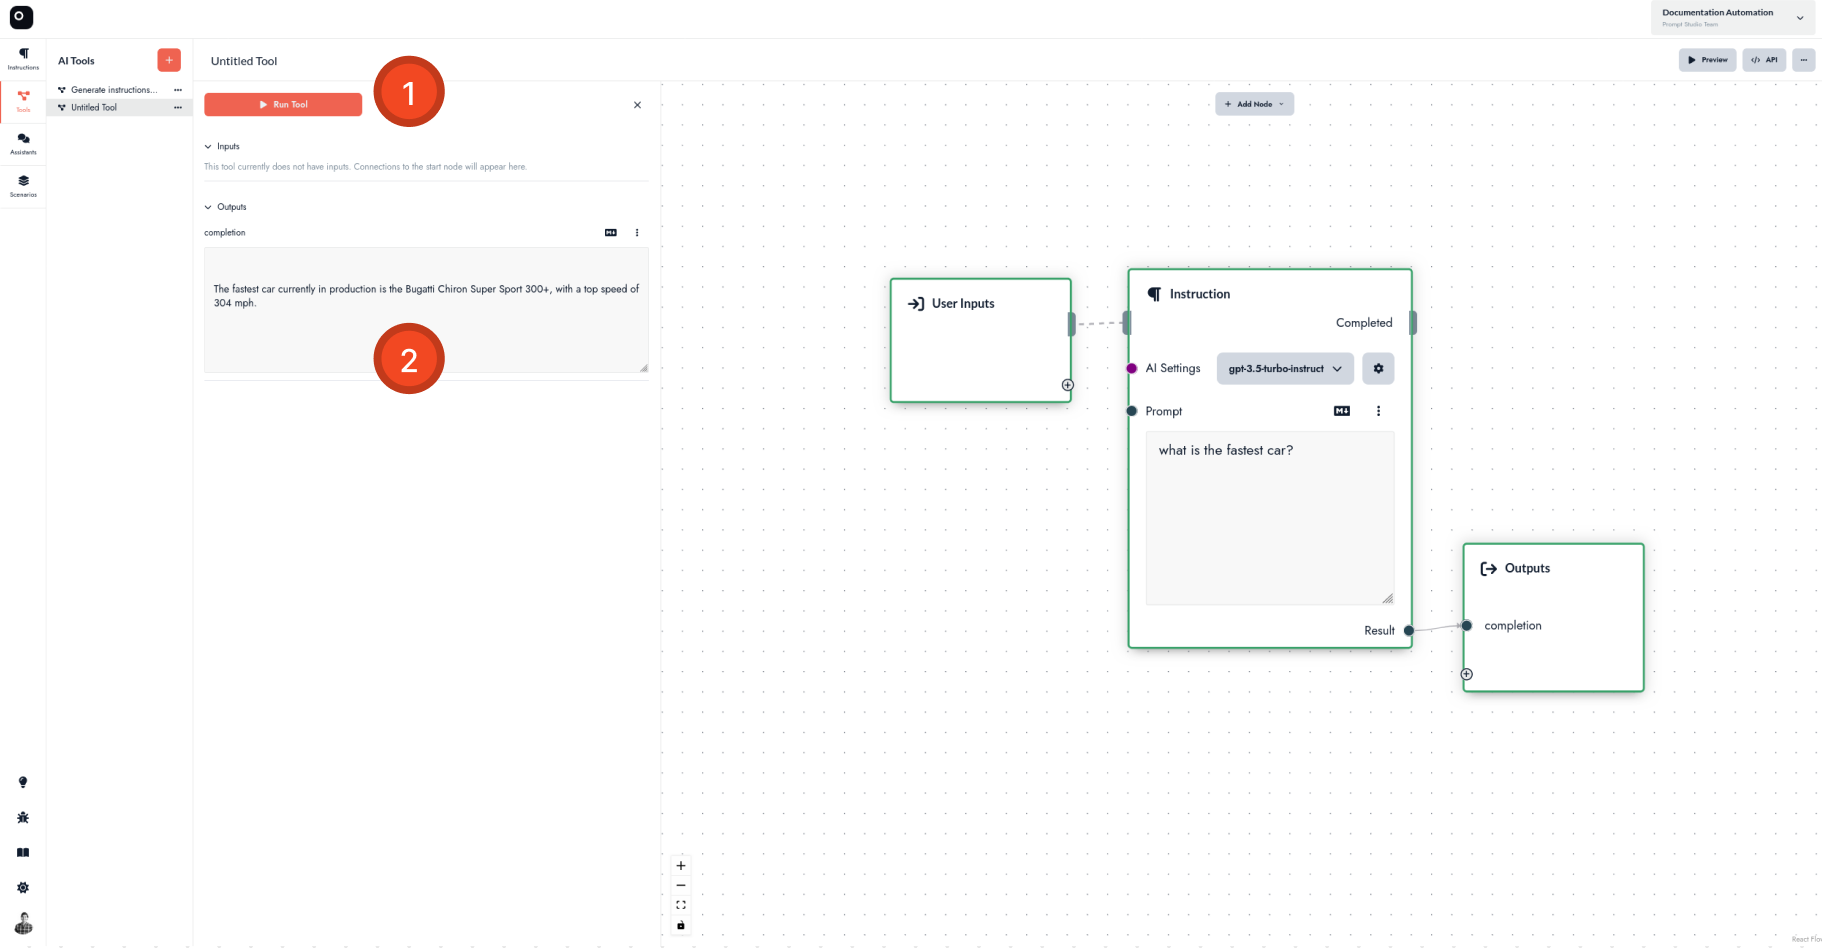 Documentation Automation
Prompt Studio Team
Instructions
Tools
Assistants
Scenarios
AI Tools
+
Generate instructions...
Untitled Tool
Untitled Tool
Preview
</> API
Run Tool
1
Inputs
This tool currently does not have inputs. Connections to the start node will appear here.
Outputs
completion
M
The fastest car currently in production is the Bugatti Chiron Super Sport 300+, with a top speed of
304 mph.
2
+ Add Node
User Inputs
Instruction
Completed
AI Settings
gpt-3.5-turbo-instruct
Prompt
M
what is the fastest car?
Result
Outputs
completion
React Flo